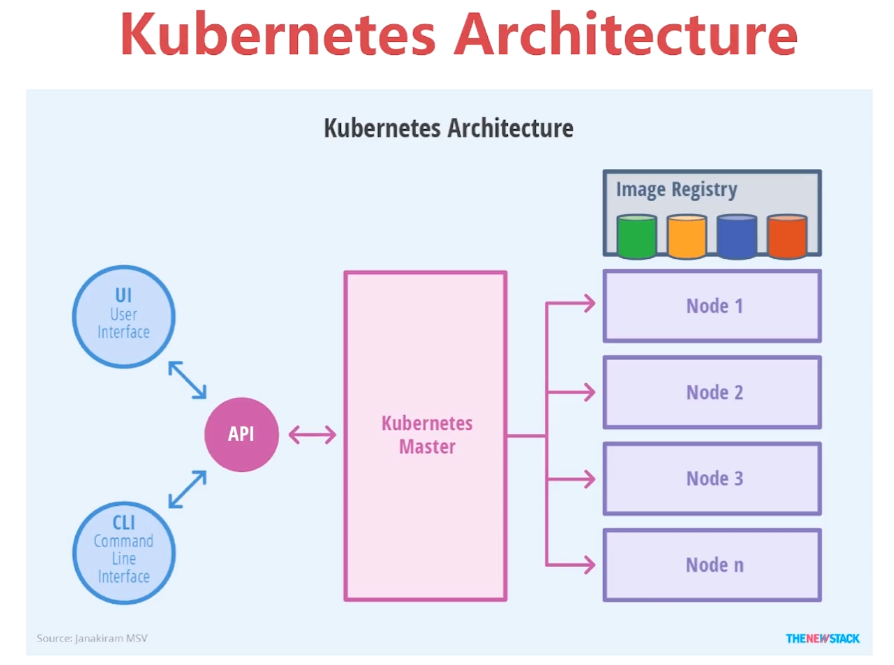 Kubernetes Architecture
Kubernetes Architecture
Image Registry
UI
User
Interface
API
CLI
Command
Line
Interface
Kubernetes
Master
Node 1
Node 2
Node 3
Node n
Source: Janakiram MSV
THENEWSTACK